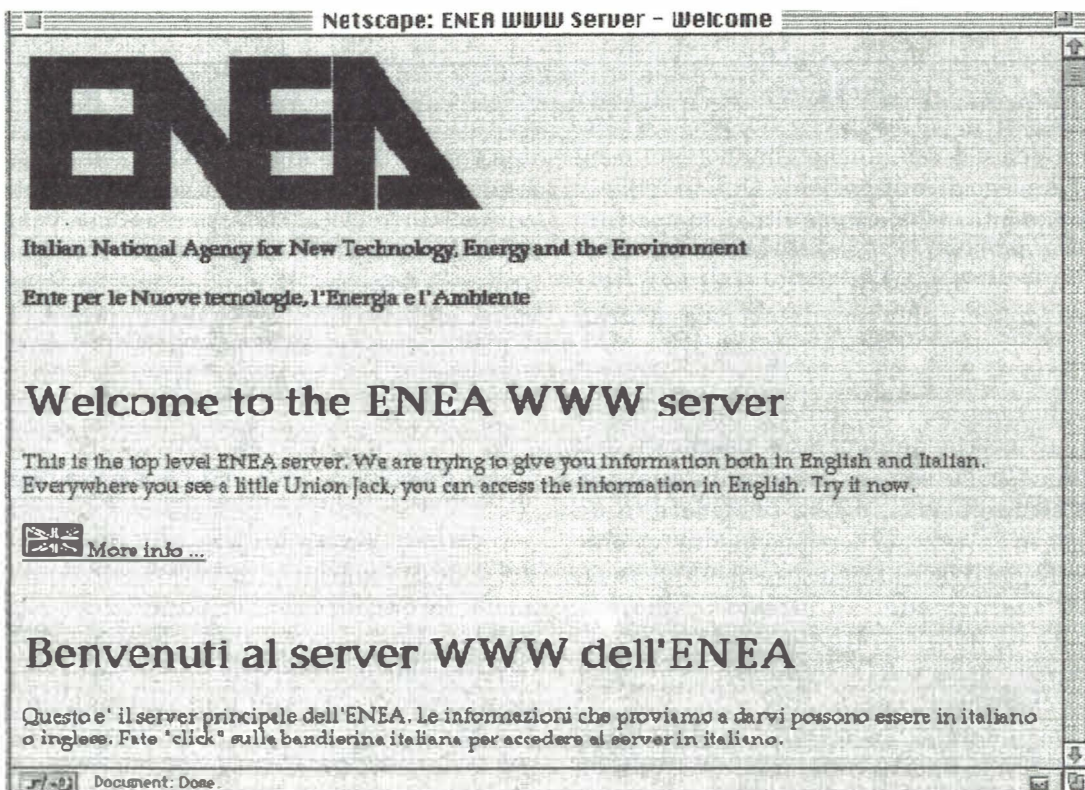 Netscape: ENEA WWW Server – Welcome
ENEA
Italian National Agency for New Technology, Energy and the Environment
Ente per le Nuove tecnologie, l'Energia e l'Ambiente
Welcome to the ENEA WWW server
This is the top level ENEA server. We are trying to give you information both in English and Italian.
Everywhere you see a little Union Jack, you can access the information in English. Try it now.
More info ...
Benvenuti al server WWW dell'ENEA
Questo e' il server principale dell'ENEA. Le informazioni che proviamo a darvi possono essere in italiano
o inglese. Fate "click" sulla bandierina italiana per accedere al server in italiano.
Document: Done.